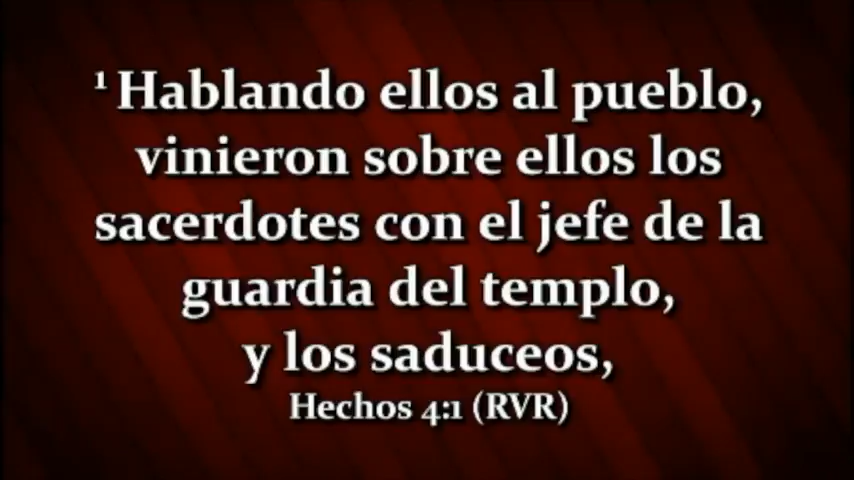 ¹ Hablando ellos al pueblo,
vinieron sobre ellos los
sacerdotes con el jefe de la
guardia del templo,
y los saduceos,
Hechos 4:1 (RVR)